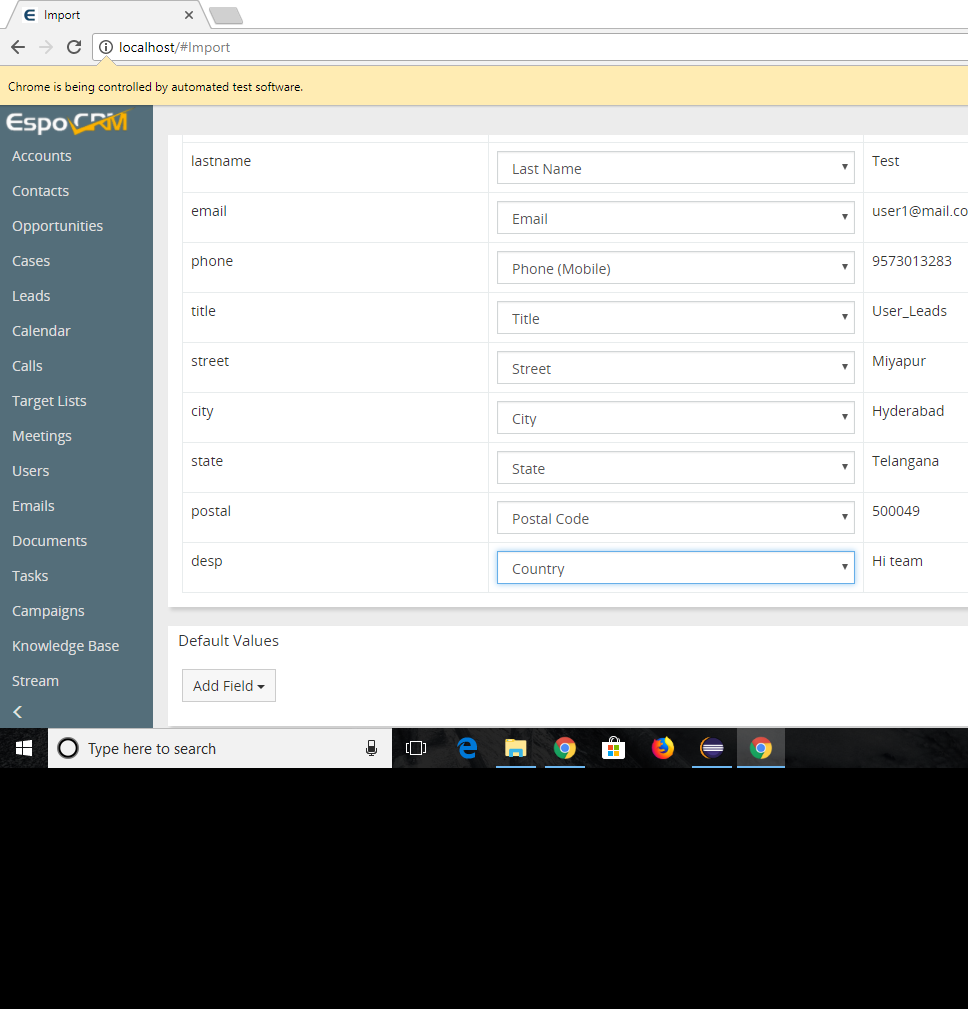 Import
localhost/#Import
Chrome is being controlled by automated test software.
EspoCRM
Accounts
Contacts
Opportunities
Cases
Leads
Calendar
Calls
Target Lists
Meetings
Users
Emails
Documents
Tasks
Campaigns
Knowledge Base
Stream
lastname Last Name Test
email Email user1@mail.co
phone Phone (Mobile) 9573013283
title Title User_Leads
street Street Miyapur
city City Hyderabad
state State Telangana
postal Postal Code 500049
desp Country Hi team
Default Values
Add Field
Type here to search